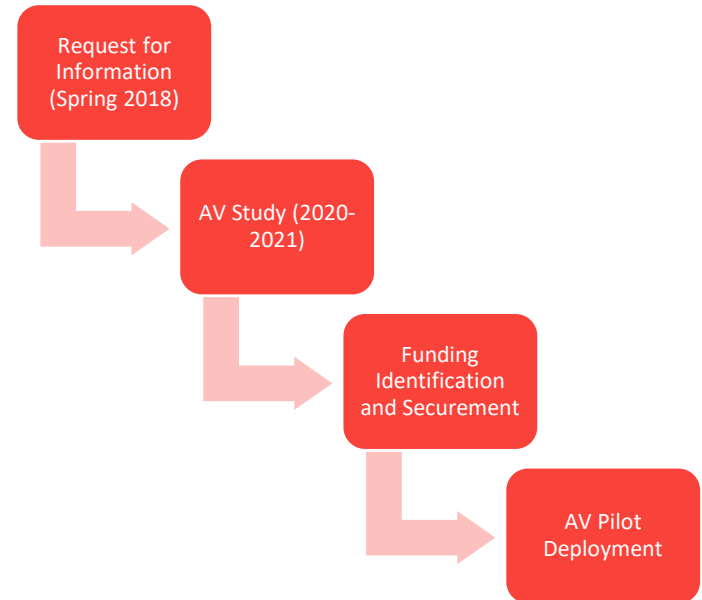 Request for
Information
(Spring 2018)
AV Study (2020-
2021)
Funding
Identification
and Securement
AV Pilot
Deployment